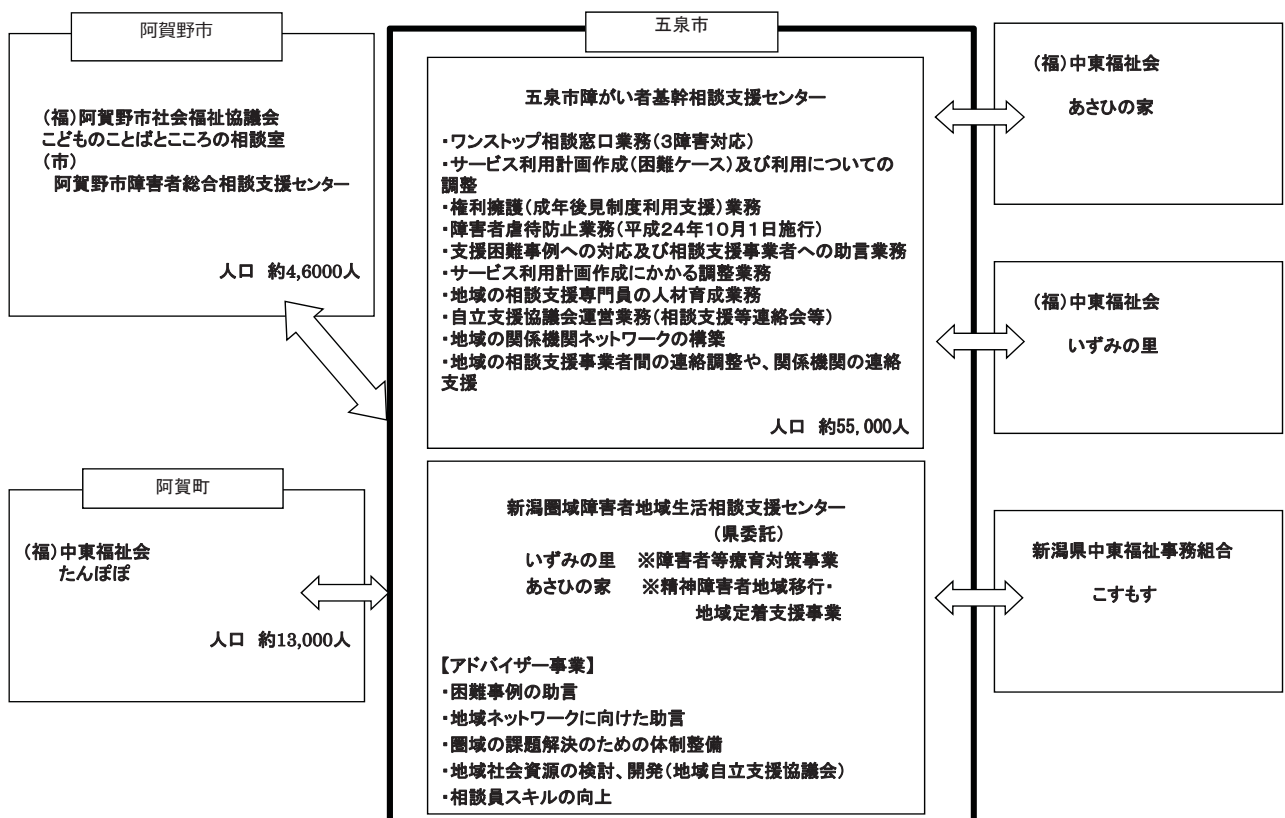 阿賀野市
(福)阿賀野市社会福祉協議会
こどものことばとこころの相談室
(市)
阿賀野市障害者総合相談支援センター
人口 約4,6000人
阿賀町
(福)中東福祉会
たんぽぽ
人口 約13,000人
五泉市
五泉市障がい者基幹相談支援センター
・ワンストップ相談窓口業務(3障害対応)
・サービス利用計画作成(困難ケース)及び利用についての
調整
・権利擁護(成年後見制度利用支援)業務
・障害者虐待防止業務(平成24年10月1日施行)
・支援困難事例への対応及び相談支援事業者への助言業務
・サービス利用計画作成にかかる調整業務
・地域の相談支援専門員の人材育成業務
・自立支援協議会運営業務(相談支援等連絡会等)
・地域の関係機関ネットワークの構築
・地域の相談支援事業者間の連絡調整や、関係機関の連絡
支援
人口 約55,000人
新潟圏域障害者地域生活相談支援センター
(県委託)
いずみの里 ※障害者等療育対策事業
あさひの家 ※精神障害者地域移行・
地域定着支援事業
【アドバイザー事業】
・困難事例の助言
・地域ネットワークに向けた助言
・圏域の課題解決のための体制整備
・地域社会資源の検討、開発(地域自立支援協議会)
・相談員スキルの向上
(福)中東福祉会
あさひの家
(福)中東福祉会
いずみの里
新潟県中東福祉事務組合
こすもす